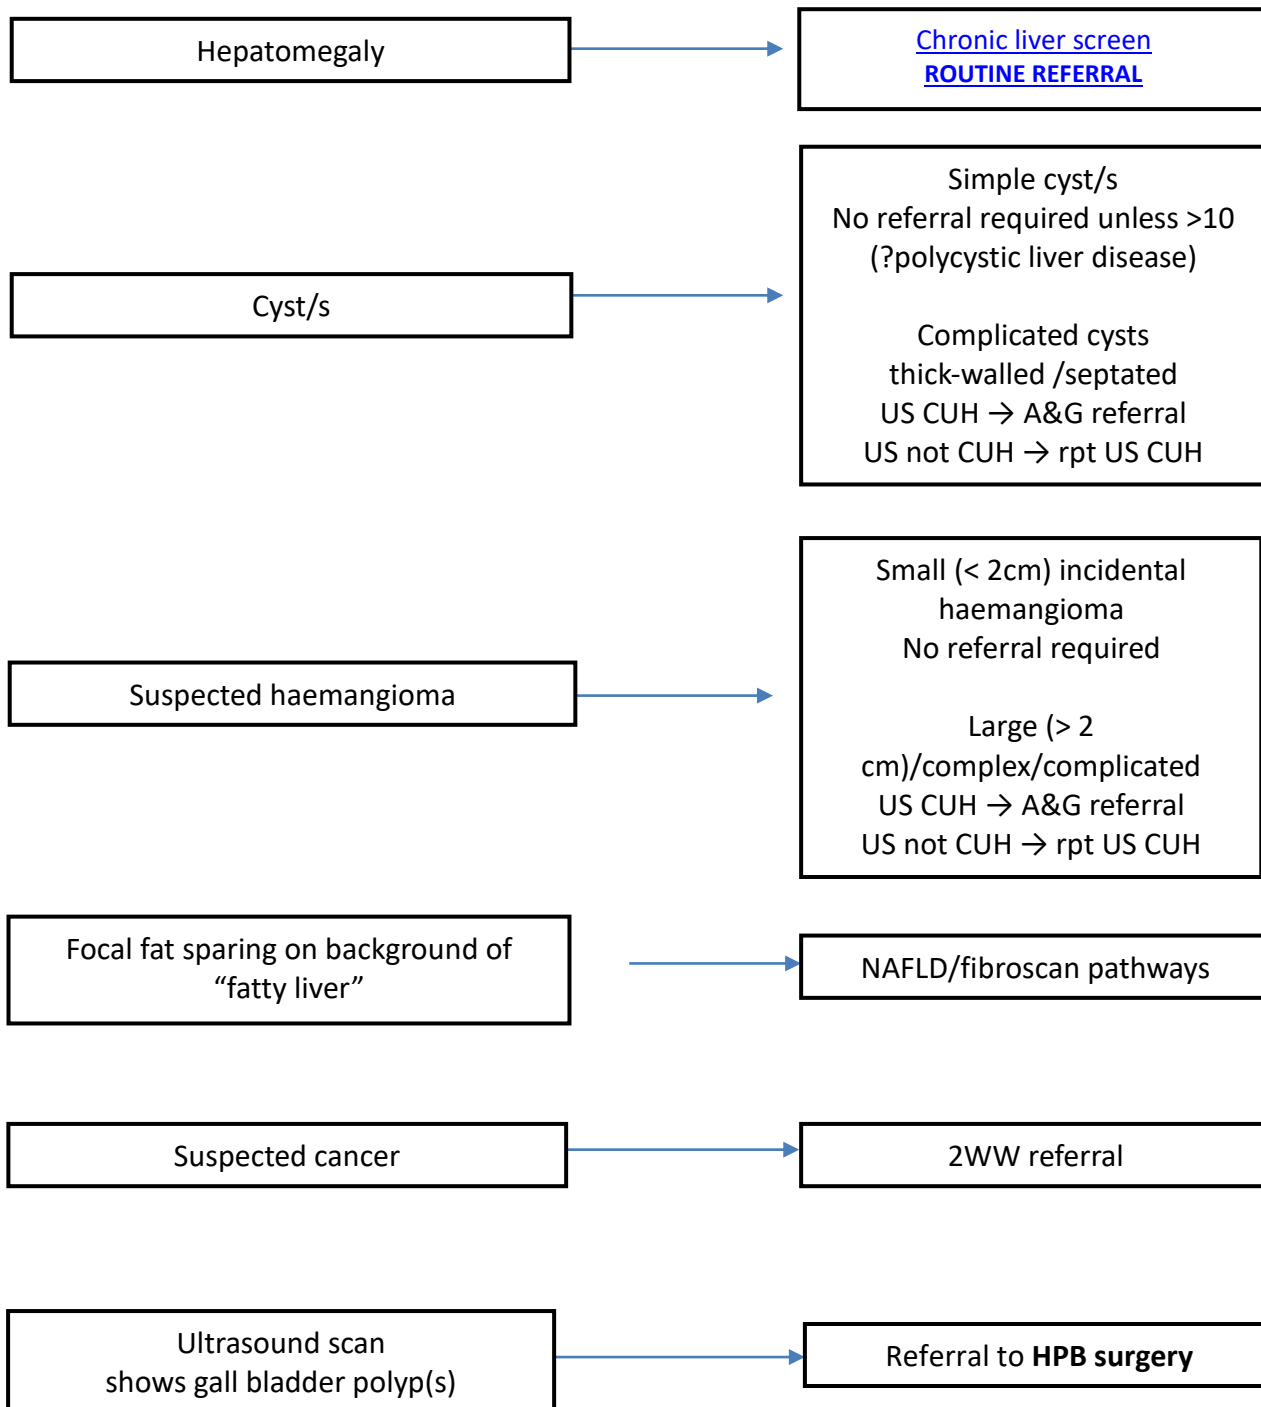 Hepatomegaly
Chronic liver screen
ROUTINE REFERRAL
Cyst/s
Simple cyst/s
No referral required unless >10
(?polycystic liver disease)
Complicated cysts
thick-walled /septated
US CUH → A&G referral
US not CUH → rpt US CUH
Suspected haemangioma
Small (< 2cm) incidental
haemangioma
No referral required
Large (> 2
cm)/complex/complicated
US CUH → A&G referral
US not CUH → rpt US CUH
Focal fat sparing on background of
“fatty liver”
NAFLD/fibroscan pathways
Suspected cancer
2WW referral
Ultrasound scan
shows gall bladder polyp(s)
Referral to HPB surgery